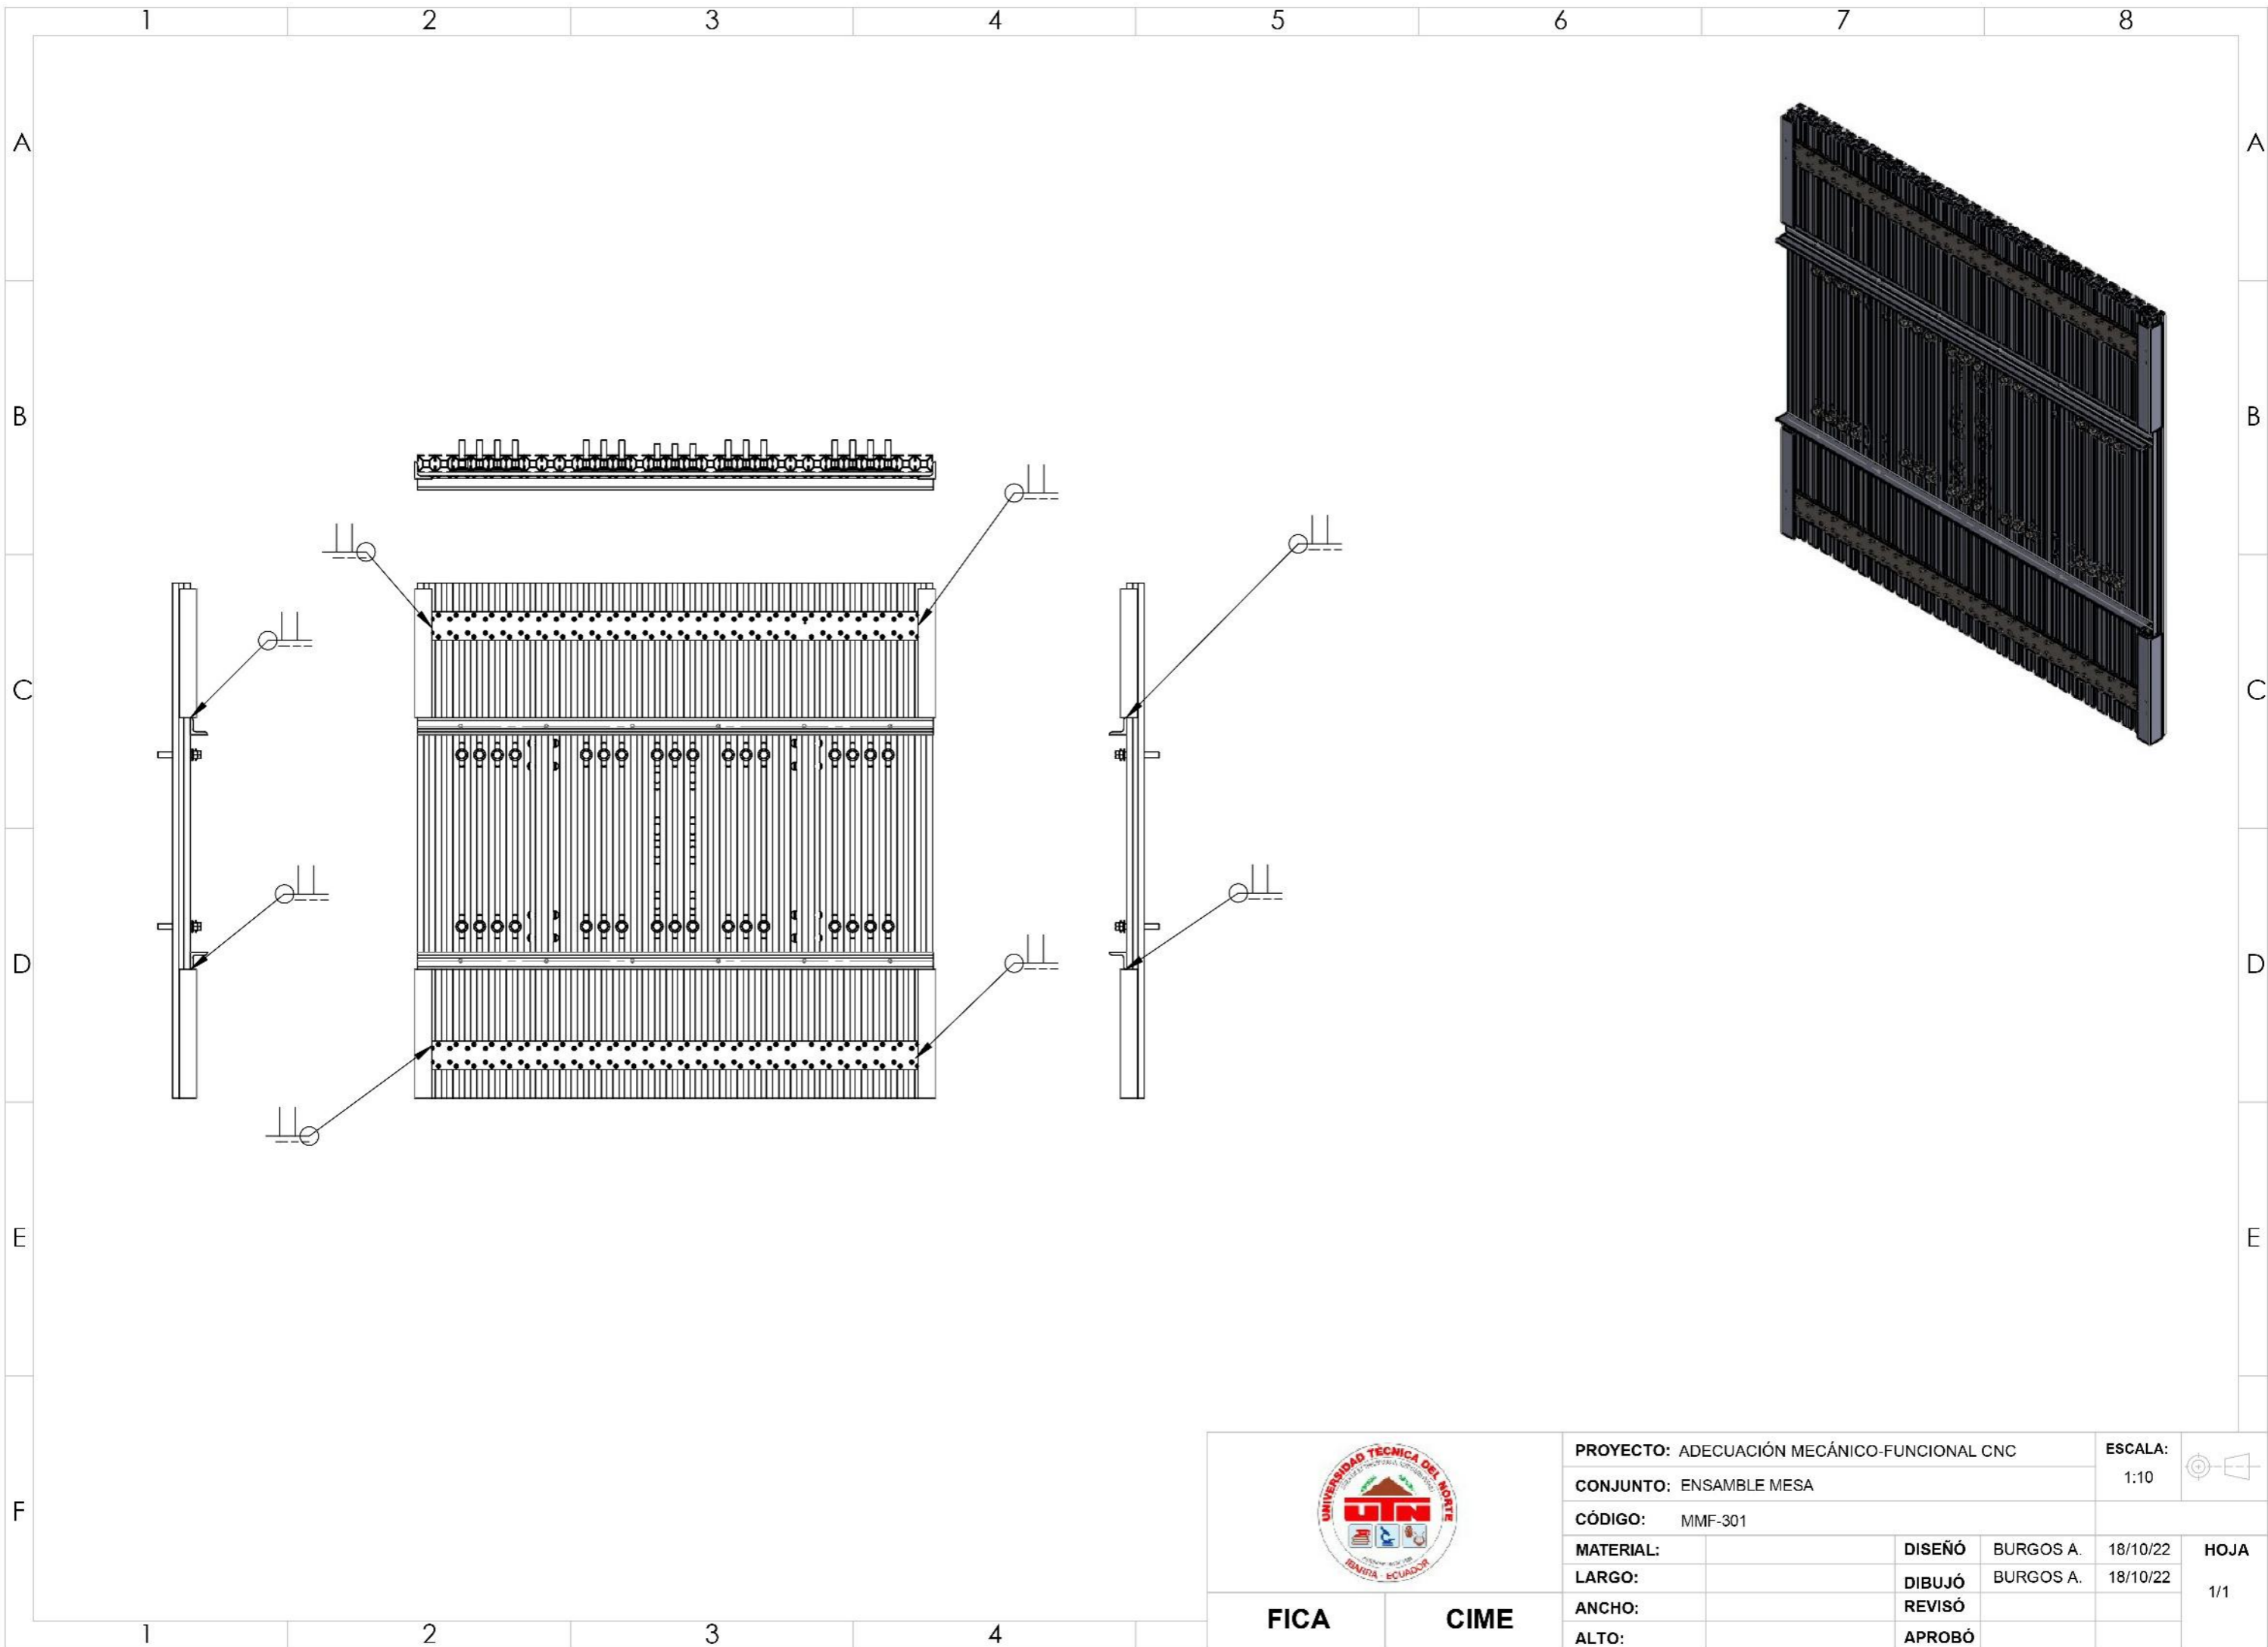 1 2 3 4 5 6 7 8
A A
B B
C C
D D
E E
F
UNIVERSIDAD TECNICA DEL NORTE
UTN
IBARRA - ECUADOR
FICA CIME
PROYECTO: ADECUACIÓN MECÁNICO-FUNCIONAL CNC
CONJUNTO: ENSAMBLE MESA
CÓDIGO: MMF-301
ESCALA:
1:10
MATERIAL: DISEÑÓ BURGOS A. 18/10/22 HOJA
LARGO: DIBUJÓ BURGOS A. 18/10/22
1/1
ANCHO: REVISÓ
ALTO: APROBÓ
1 2 3 4